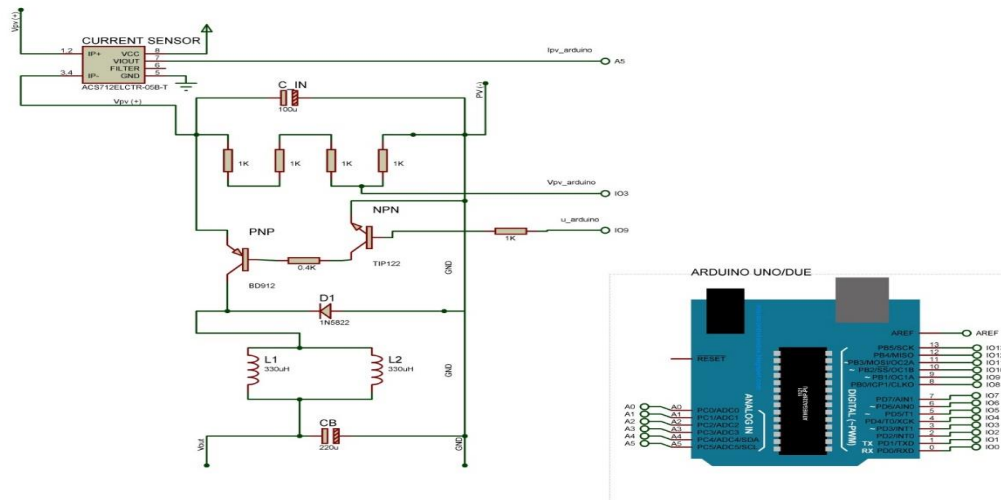 Vpv (+)
CURRENT SENSOR
1,2
IP+
VCC
8
VIOUT
7
FILTER
6
3,4
IP-
GND
5
ACS712ELCTR-05B-T
Ipv_arduino
A5
Vpv (+)
C_IN
100u
PV (-)
1K
1K
1K
1K
Vpv_arduino
IO3
NPN
u_arduino
IO9
PNP
1K
0.4K
TIP122
GND
BD912
D1
1N5822
L1
330uH
L2
330uH
GND
CB
220u
Vout
GND
ARDUINO UNO/DUE
AREF
AREF
RESET
PB5/SCK
13
PB4/MISO
12
~PB3/MOSI/OC2A
11
~PB2/SS/OC1B
10
~PB1/OC1A
9
IO9
PB0/ICP1/CLKO
8
IO8
DIGITAL (~PWM)
ANALOG IN
PD7/AIN1
7
IO7
~PD6/AIN0
6
IO6
~PD5/T1
5
IO5
PD4/T0/XCK
4
IO4
~PD3/INT1
3
IO3
PD2/INT0
2
IO2
TX
PD1/TXD
1
IO1
RX
PD0/RXD
0
IO0
A0
A0
PC0/ADC0
A1
A1
PC1/ADC1
A2
A2
PC2/ADC2
A3
A3
PC3/ADC3
A4
A4
PC4/ADC4/SDA
A5
A5
PC5/ADC5/SCL